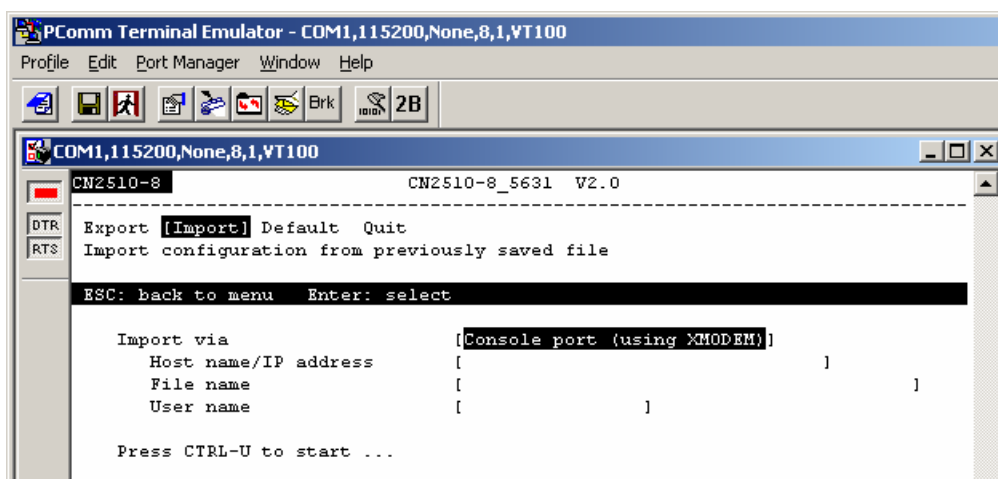 PComm Terminal Emulator - COM1,115200,None,8,1,VT100
Profile Edit Port Manager Window Help
Brk 2B
COM1,115200,None,8,1,VT100
CN2510-8 CN2510-8_5631 V2.0
DTR
RTS
Export [Import] Default Quit
Import configuration from previously saved file
ESC: back to menu Enter: select
Import via [Console port (using XMODEM)]
Host name/IP address [ ]
File name [ ]
User name [ ]
Press CTRL-U to start ...